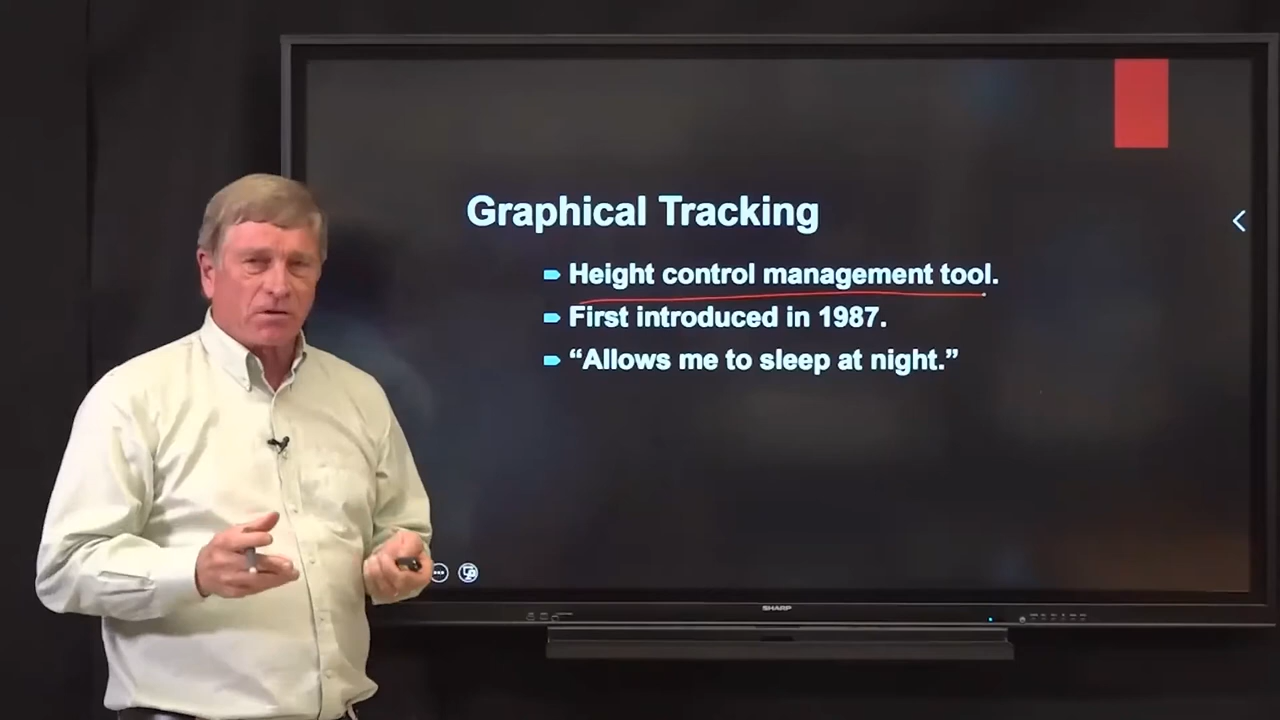 Graphical Tracking
Height control management tool.
First introduced in 1987.
“Allows me to sleep at night.”
SHARP